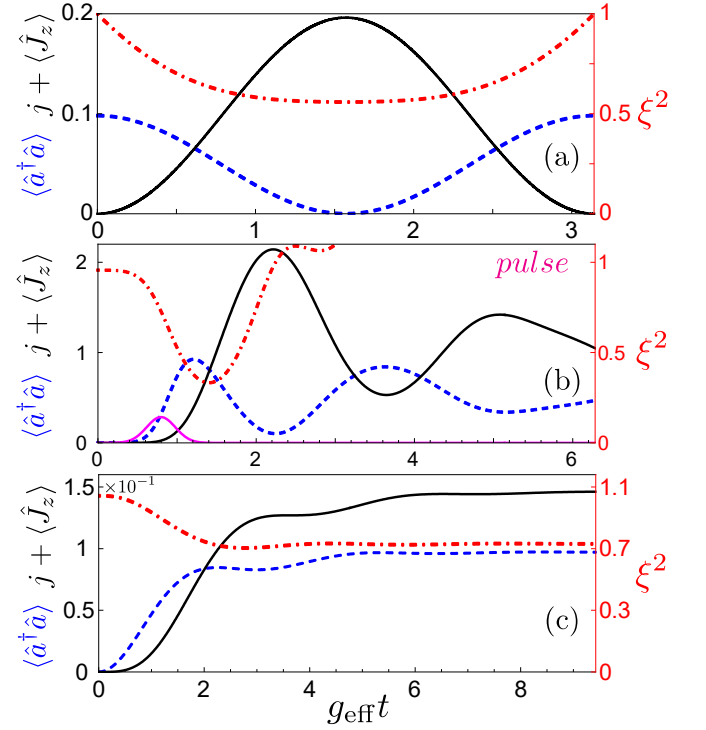 ⟨â†â⟩ j + ⟨Ĵz⟩
0.2
0.1
0
1
0.5
0
ξ²
(a)
0 1 2 3
⟨â†â⟩ j + ⟨Ĵz⟩
2
1
0
1
0.5
0
ξ²
pulse
(b)
0 2 4 6
⟨â†â⟩ j + ⟨Ĵz⟩
×10⁻¹
1.5
1
0.5
0
1.1
0.7
0.3
0
ξ²
(c)
0 2 4 6 8
g_eff t